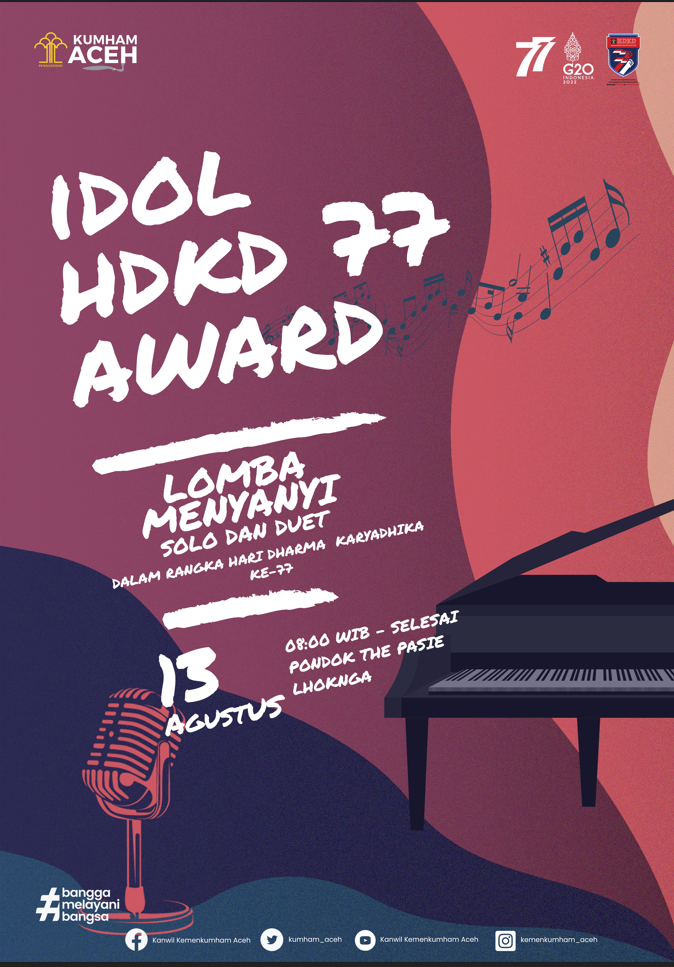 KUMHAM
ACEH
77
G20
INDONESIA
2022
HDKD
IDOL
HDKD 77
AWARD
LOMBA
MENYANYI
SOLO DAN DUET
DALAM RANGKA HARI DHARMA KARYADHIKA
KE-77
13
AGUSTUS
08:00 WIB - SELESAI
PONDOK THE PASIE
LHOKNGA
#bangga
melayani
bangsa
Kanwil Kemenkumham Aceh
kumham_aceh
Kanwil Kemenkumham Aceh
kemenkumham_aceh